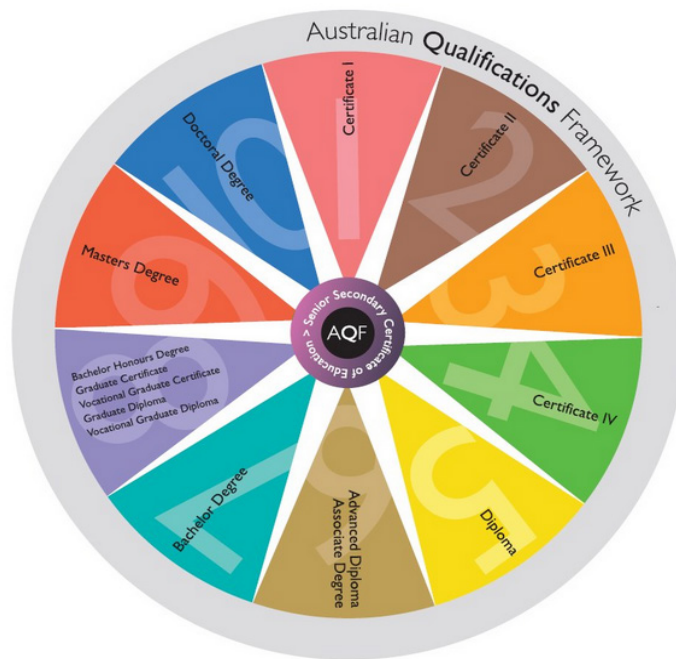 Australian Qualifications Framework
1
Certificate I
2
Certificate II
3
Certificate III
4
Certificate IV
5
Diploma
6
Advanced Diploma
Associate Degree
7
Bachelor Degree
8
Bachelor Honours Degree
Graduate Certificate
Vocational Graduate Certificate
Graduate Diploma
Vocational Graduate Diploma
9
Masters Degree
10
Doctoral Degree
AQF
> Senior Secondary Certificate of Education